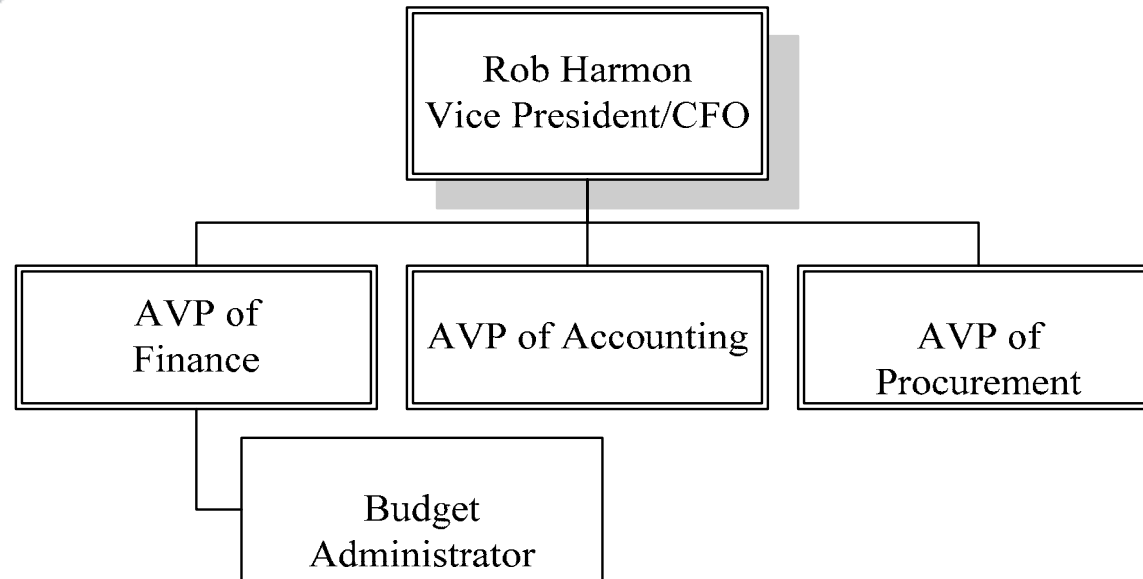 Rob Harmon
Vice President/CFO
AVP of
Finance
AVP of Accounting
AVP of
Procurement
Budget
Administrator